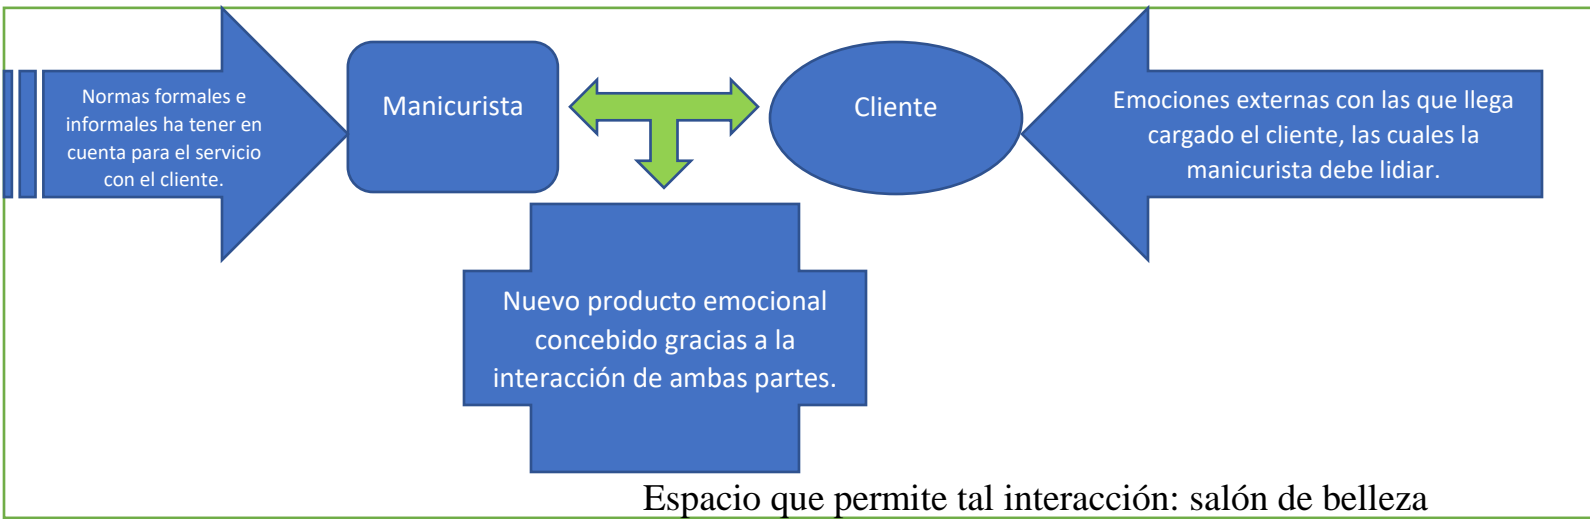 Normas formales e
informales ha tener en
cuenta para el servicio
con el cliente.
Manicurista
Cliente
Emociones externas con las que llega
cargado el cliente, las cuales la
manicurista debe lidiar.
Nuevo producto emocional
concebido gracias a la
interacción de ambas partes.
Espacio que permite tal interacción: salón de belleza